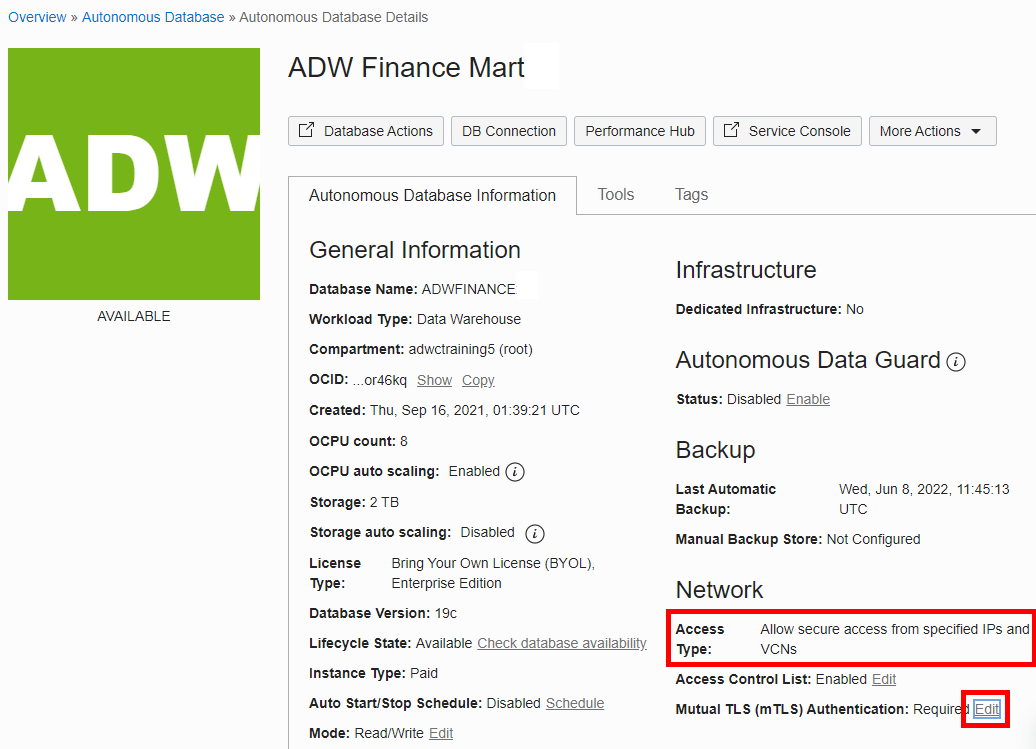 Overview » Autonomous Database » Autonomous Database Details
ADW
AVAILABLE
ADW Finance Mart
Database Actions DB Connection Performance Hub Service Console More Actions
Autonomous Database Information Tools Tags
General Information
Database Name: ADWFINANCE
Workload Type: Data Warehouse
Compartment: adwctraining5 (root)
OCID: ...or46kq Show Copy
Created: Thu, Sep 16, 2021, 01:39:21 UTC
OCPU count: 8
OCPU auto scaling: Enabled
Storage: 2 TB
Storage auto scaling: Disabled
License Type: Bring Your Own License (BYOL),
Enterprise Edition
Database Version: 19c
Lifecycle State: Available Check database availability
Instance Type: Paid
Auto Start/Stop Schedule: Disabled Schedule
Mode: Read/Write Edit
Infrastructure
Dedicated Infrastructure: No
Autonomous Data Guard
Status: Disabled Enable
Backup
Last Automatic Backup: Wed, Jun 8, 2022, 11:45:13
UTC
Manual Backup Store: Not Configured
Network
Access Type: Allow secure access from specified IPs and
VCNs
Access Control List: Enabled Edit
Mutual TLS (mTLS) Authentication: Required Edit